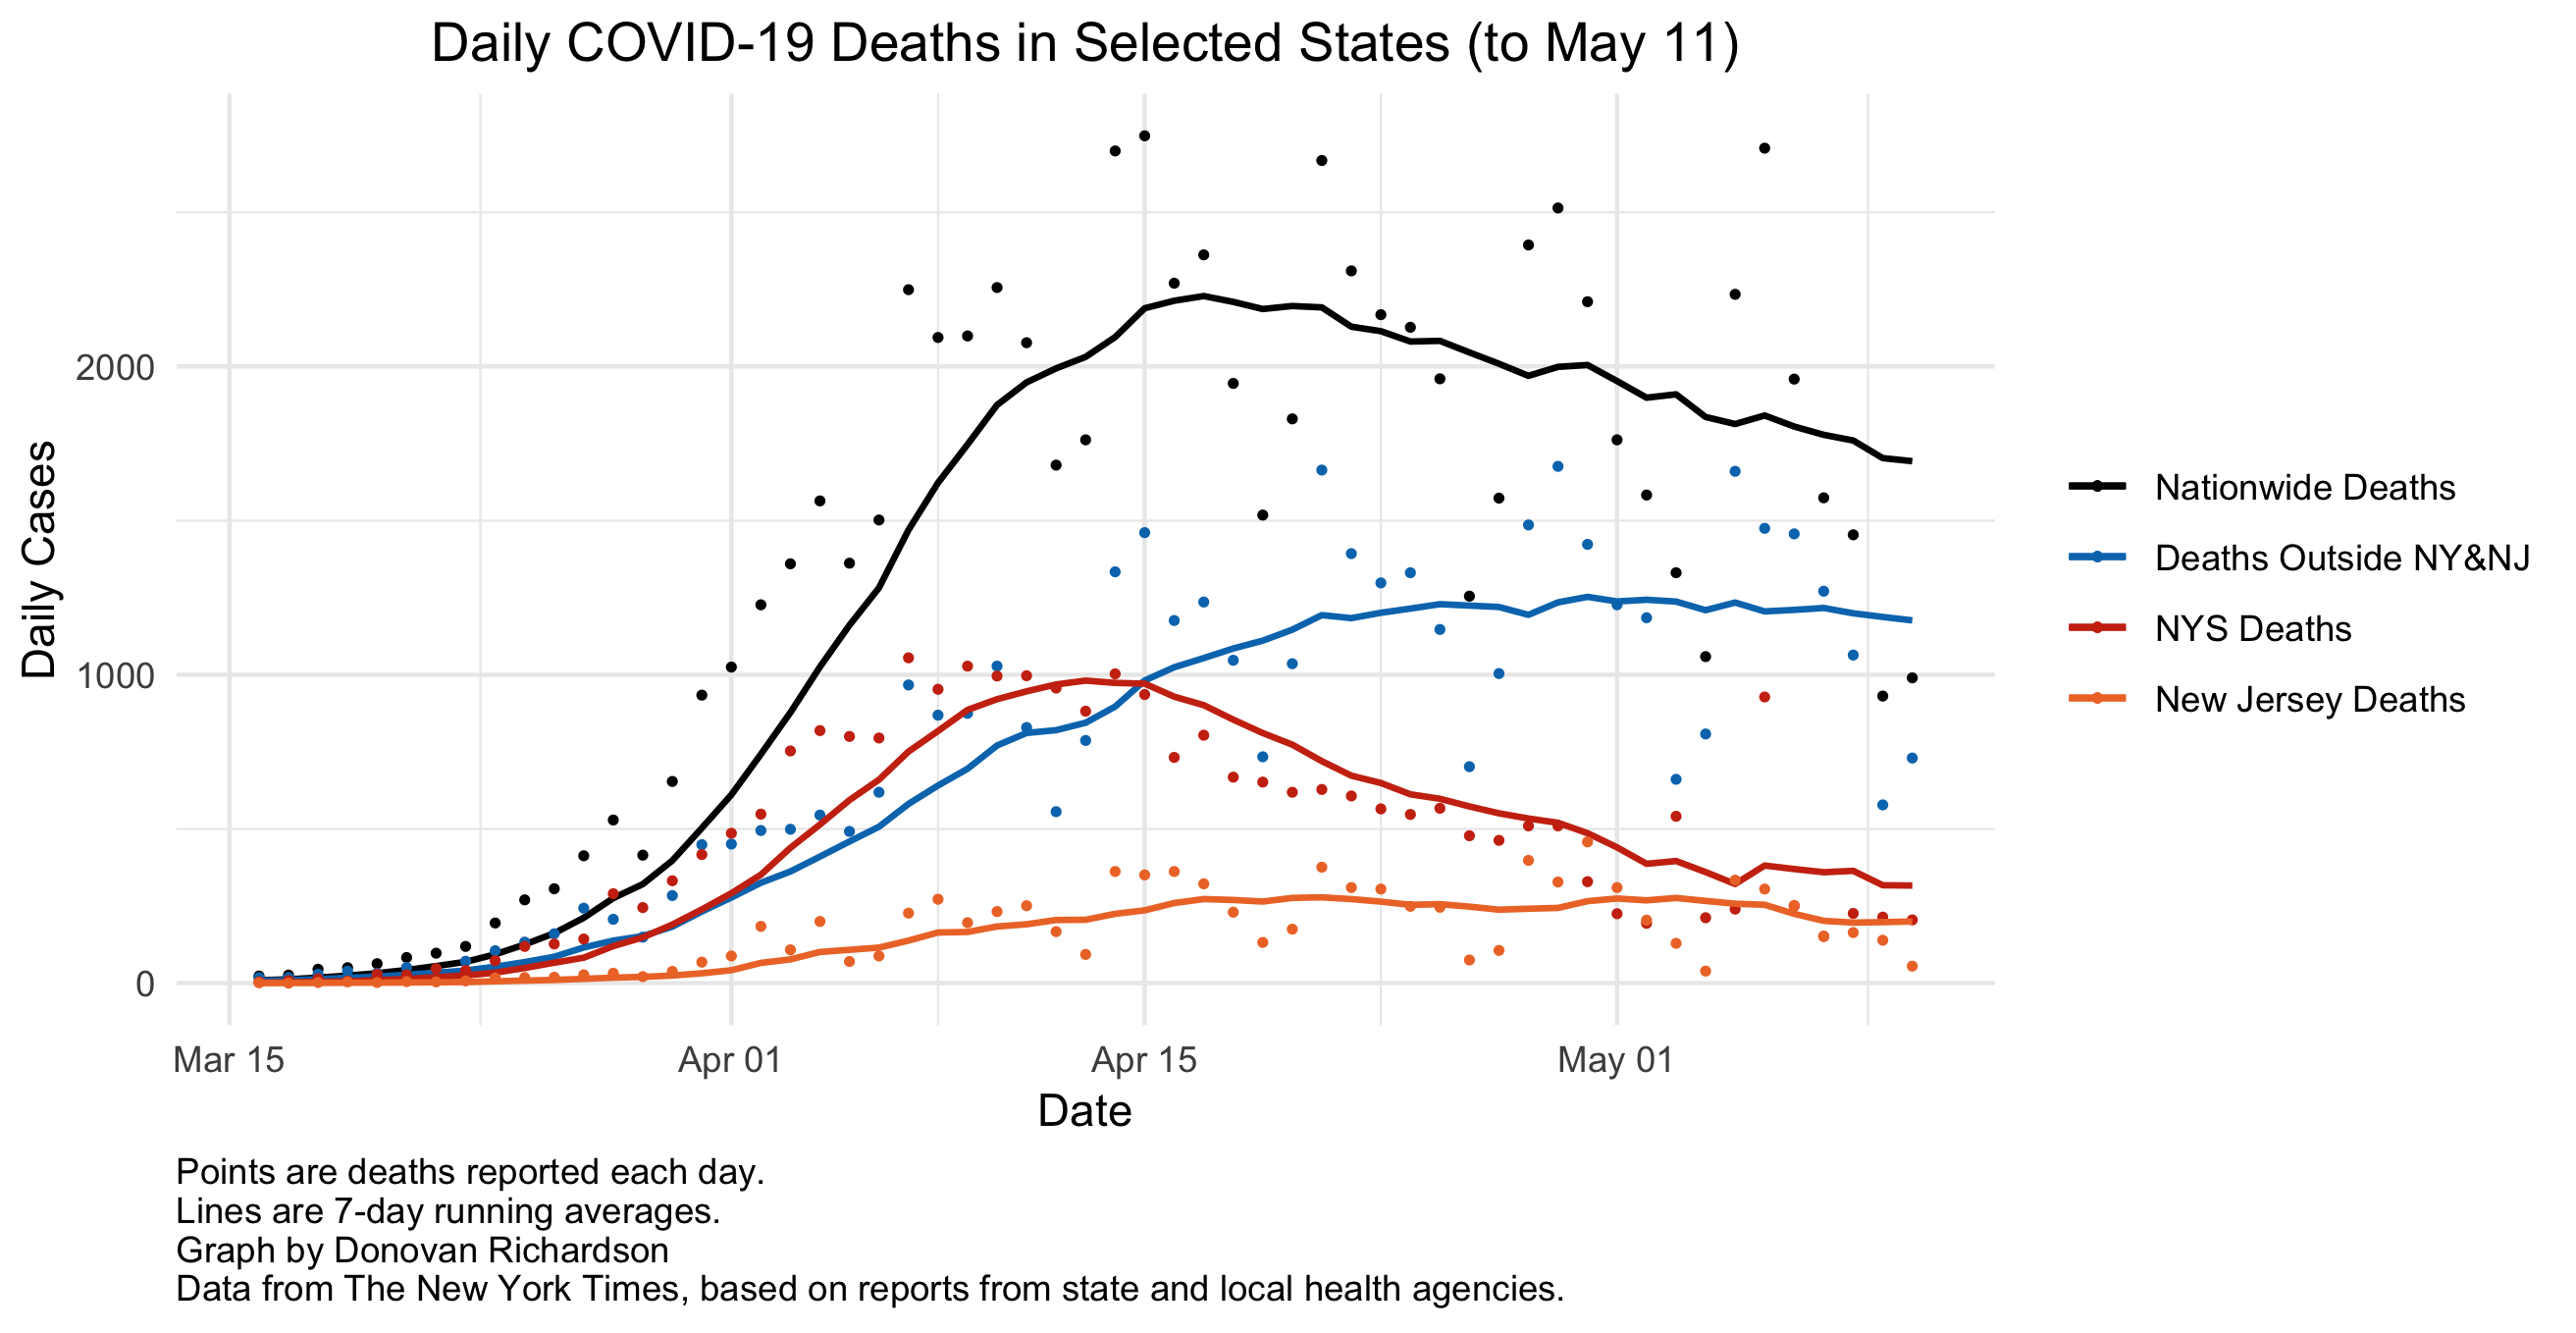 Daily COVID-19 Deaths in Selected States (to May 11)
Daily Cases
2000
1000
0
Mar 15
Apr 01
Apr 15
May 01
Date
Nationwide Deaths
Deaths Outside NY&NJ
NYS Deaths
New Jersey Deaths
Points are deaths reported each day.
Lines are 7-day running averages.
Graph by Donovan Richardson
Data from The New York Times, based on reports from state and local health agencies.